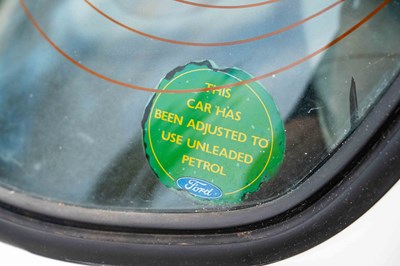 THIS
CAR HAS
BEEN ADJUSTED TO
USE UNLEADED
PETROL
Ford